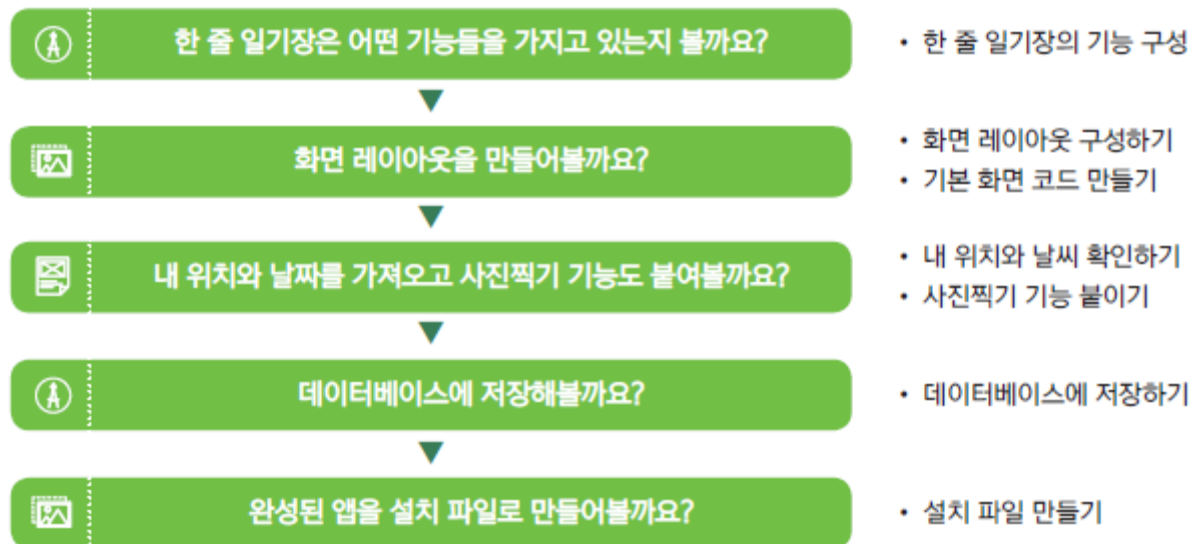 한 줄 일기장은 어떤 기능들을 가지고 있는지 볼까요?
• 한 줄 일기장의 기능 구성
화면 레이아웃을 만들어볼까요?
• 화면 레이아웃 구성하기
• 기본 화면 코드 만들기
내 위치와 날짜를 가져오고 사진찍기 기능도 붙여볼까요?
• 내 위치와 날씨 확인하기
• 사진찍기 기능 붙이기
데이터베이스에 저장해볼까요?
• 데이터베이스에 저장하기
완성된 앱을 설치 파일로 만들어볼까요?
• 설치 파일 만들기